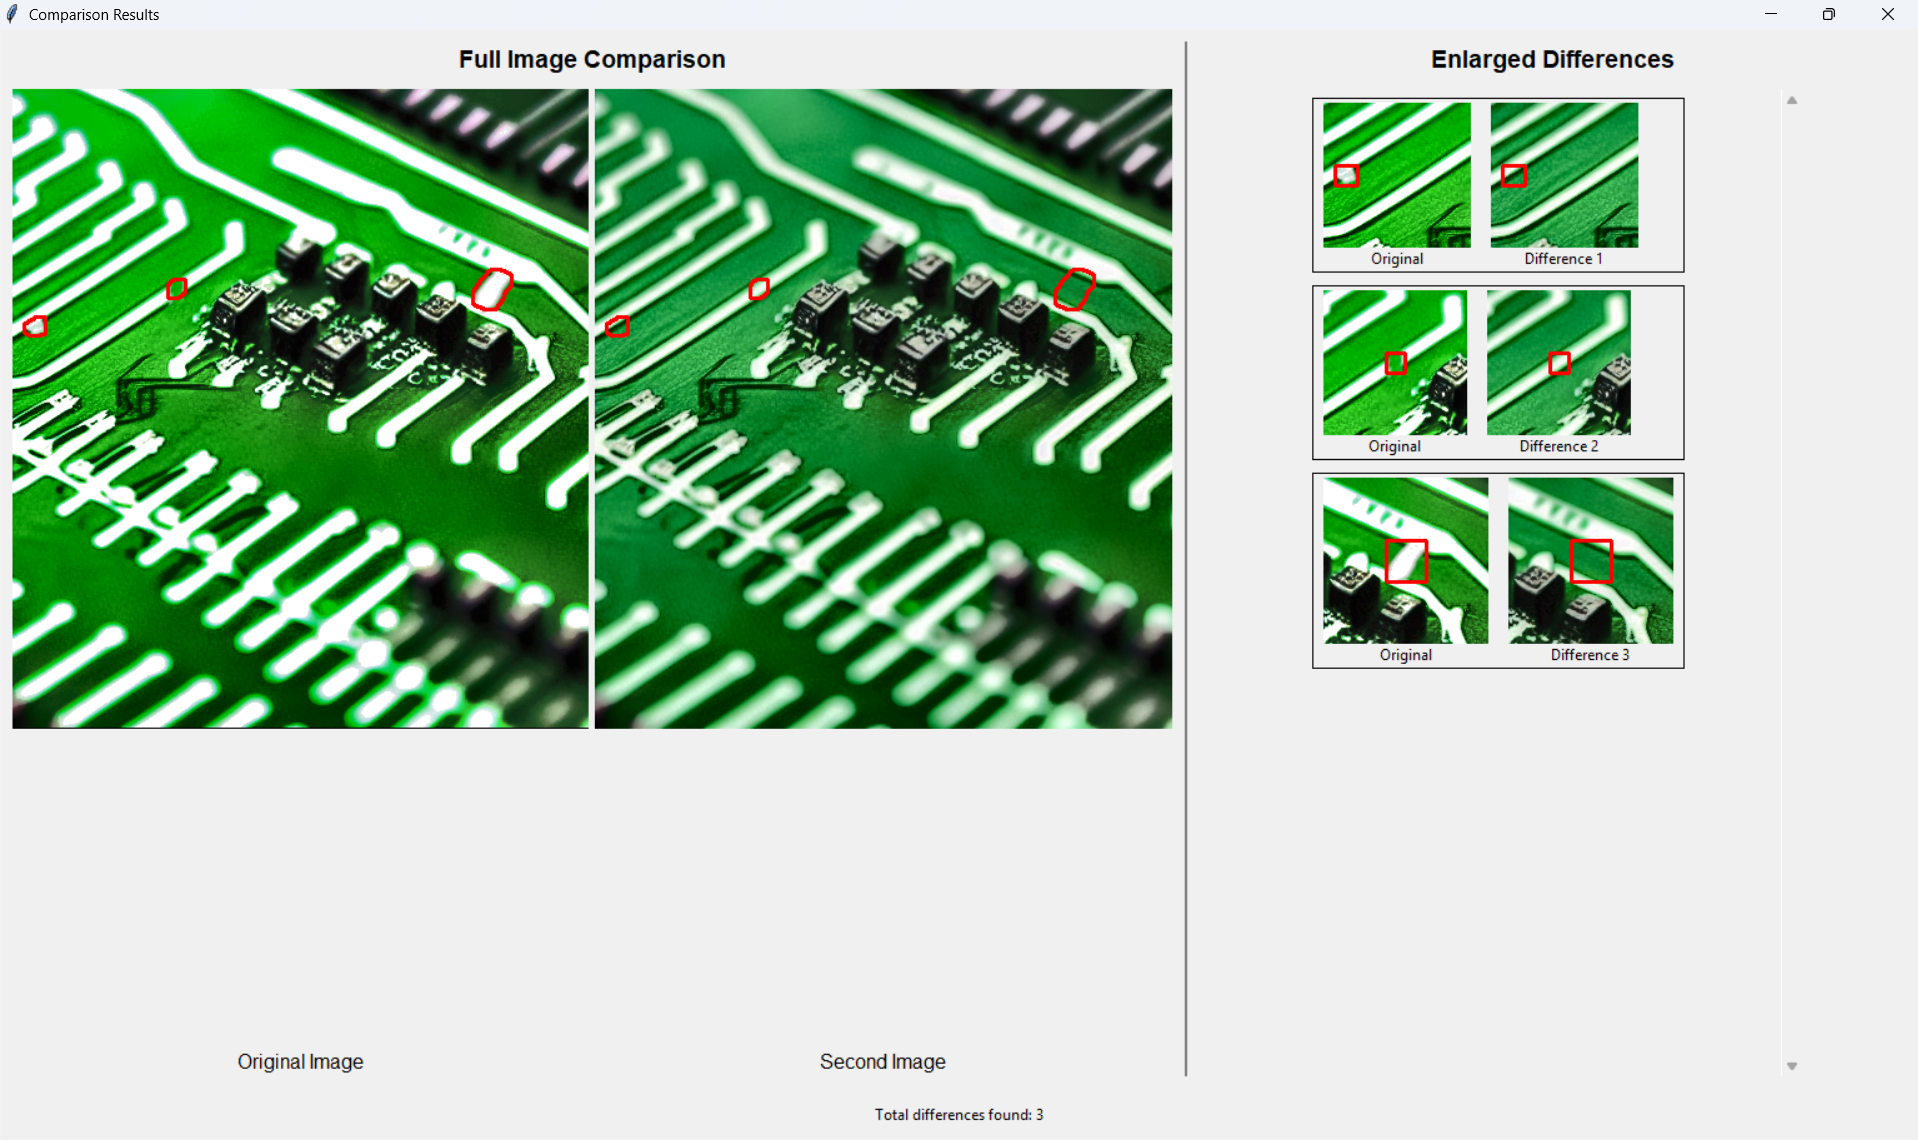 Comparison Results
Full Image Comparison
Enlarged Differences
Original
Difference 1
Original
Difference 2
Original
Difference 3
Original Image
Second Image
Total differences found: 3